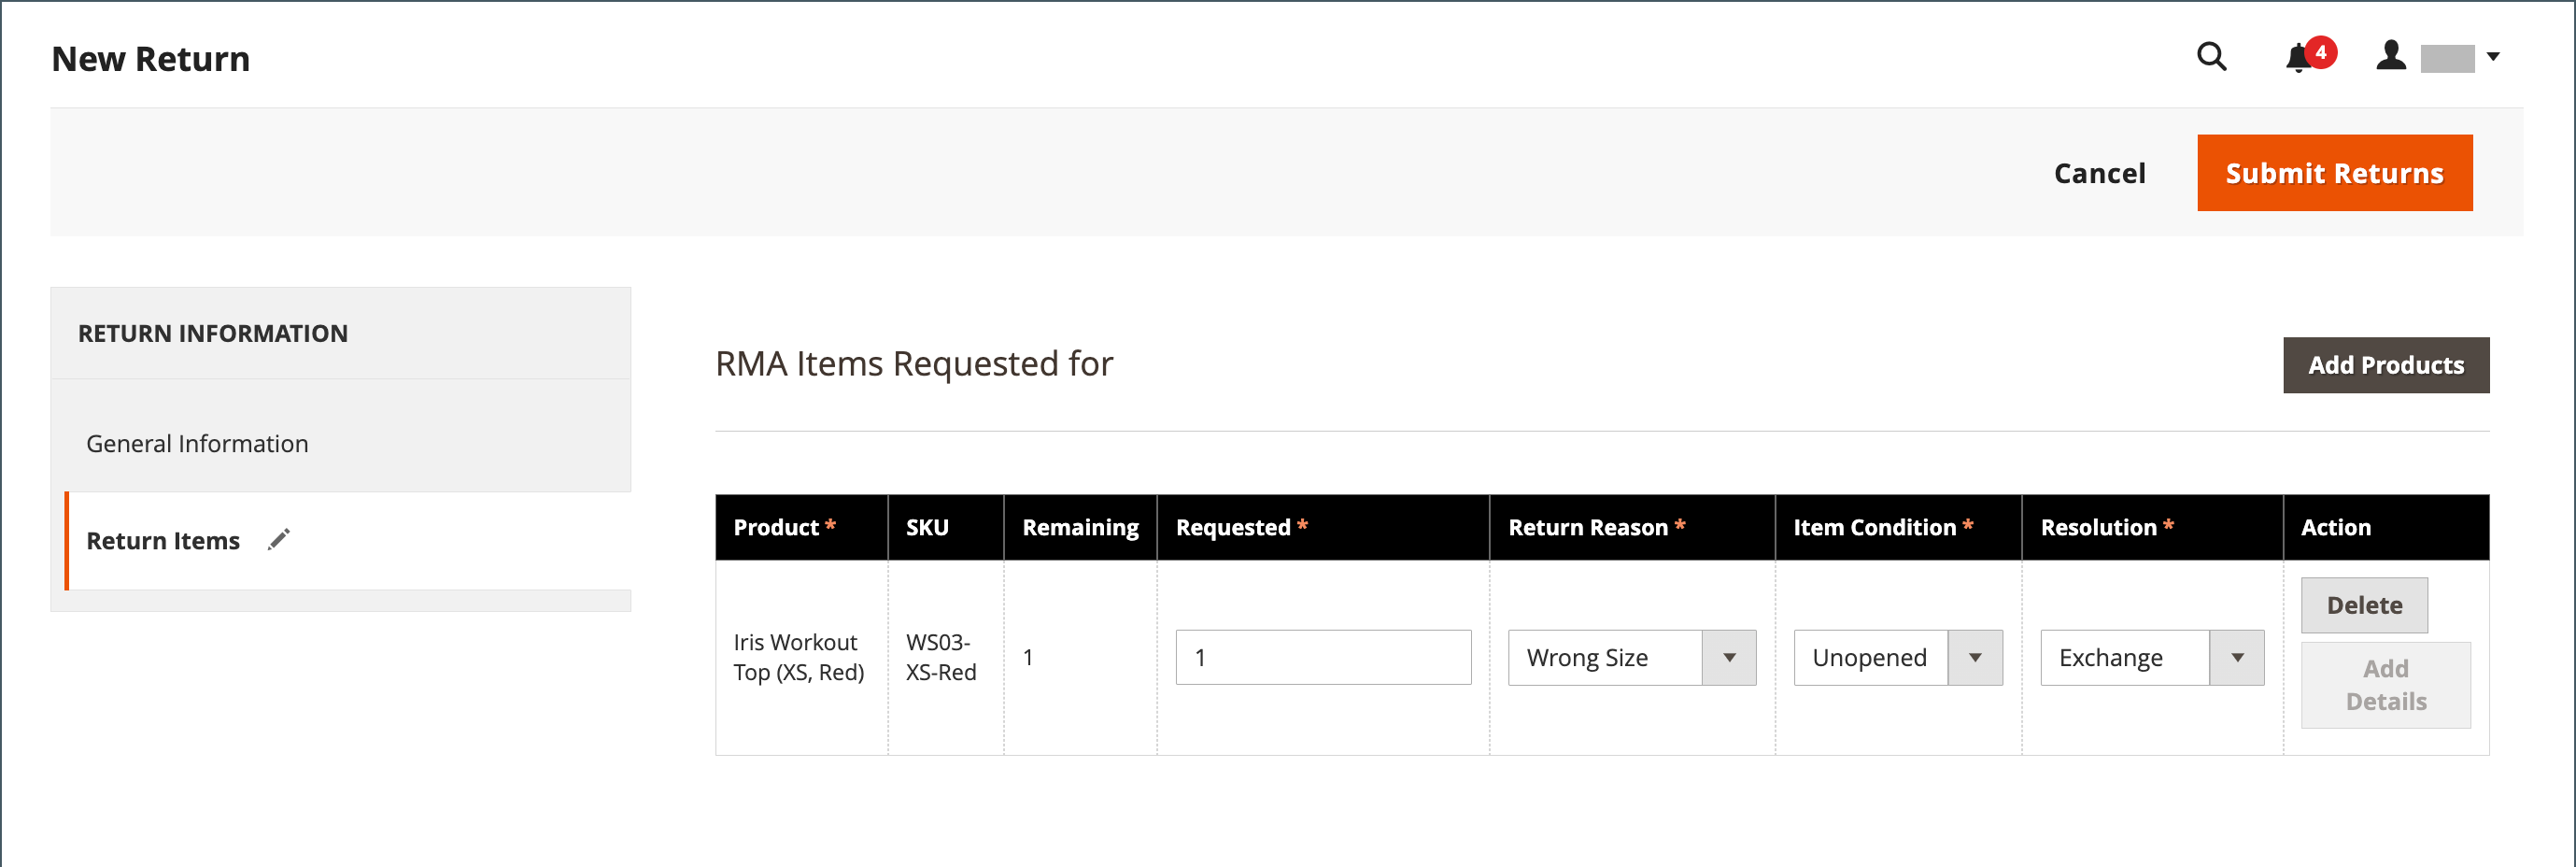 New Return
4
Cancel
Submit Returns
RETURN INFORMATION
General Information
Return Items
RMA Items Requested for
Add Products
Product * SKU Remaining Requested * Return Reason * Item Condition * Resolution * Action
Iris Workout
Top (XS, Red)
WS03-
XS-Red
1
1
Wrong Size
Unopened
Exchange
Delete
Add
Details